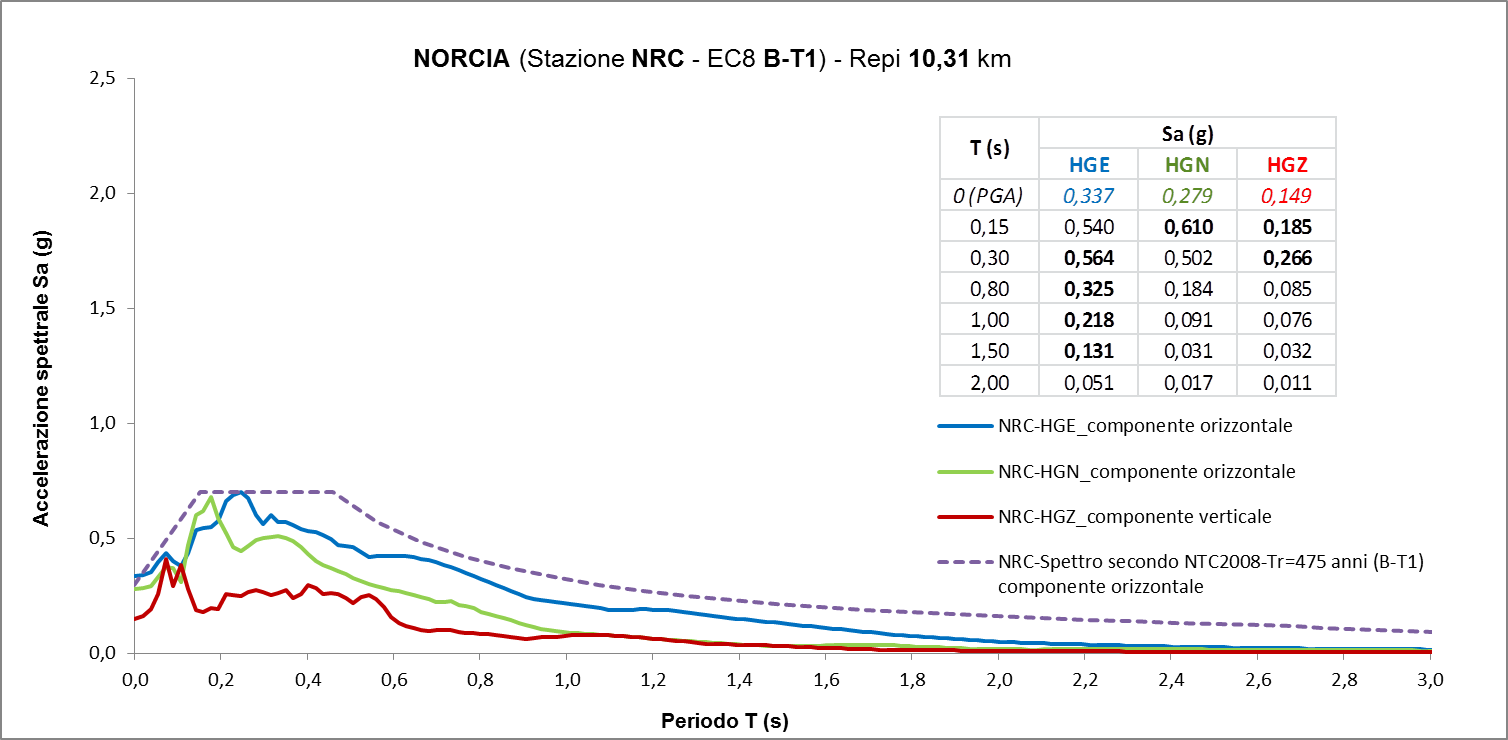 NORCIA (Stazione NRC - EC8 B-T1) - Repi 10,31 km
Accelerazione spettrale Sa (g)
2,5
2,0
1,5
1,0
0,5
0,0
T (s) Sa (g)
HGE HGN HGZ
0 (PGA) 0,337 0,279 0,149
0,15 0,540 0,610 0,185
0,30 0,564 0,502 0,266
0,80 0,325 0,184 0,085
1,00 0,218 0,091 0,076
1,50 0,131 0,031 0,032
2,00 0,051 0,017 0,011
NRC-HGE_componente orizzontale
NRC-HGN_componente orizzontale
NRC-HGZ_componente verticale
NRC-Spettro secondo NTC2008-Tr=475 anni (B-T1)
componente orizzontale
0,0 0,2 0,4 0,6 0,8 1,0 1,2 1,4 1,6 1,8 2,0 2,2 2,4 2,6 2,8 3,0
Periodo T (s)